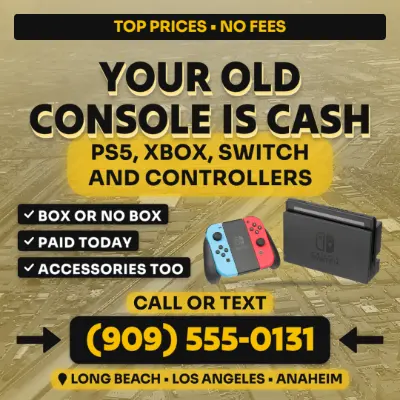 TOP PRICES • NO FEES
YOUR OLD
CONSOLE IS CASH
PS5, XBOX, SWITCH
AND CONTROLLERS
BOX OR NO BOX
PAID TODAY
ACCESSORIES TOO
CALL OR TEXT
(909) 555-0131
LONG BEACH • LOS ANGELES • ANAHEIM